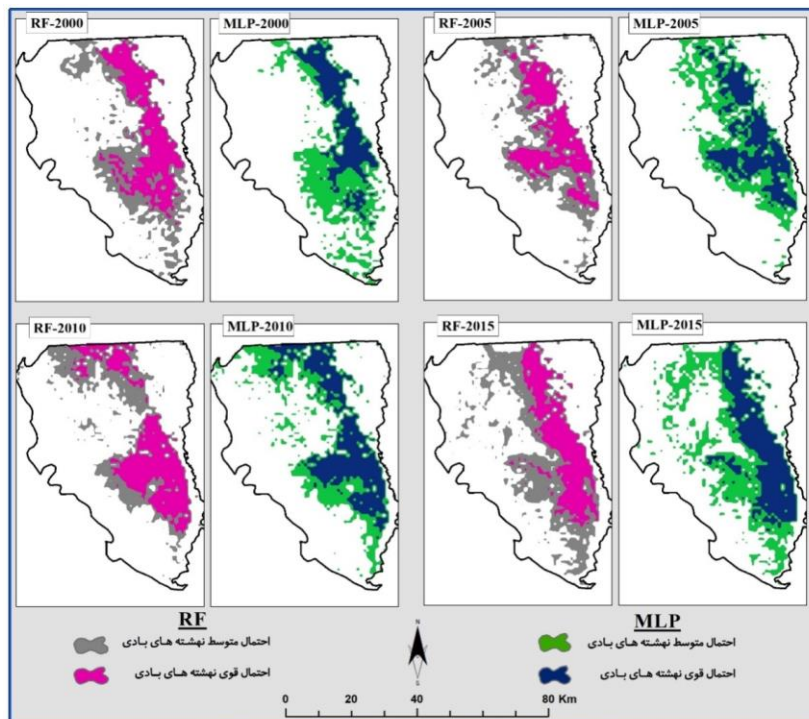 RF-2000
MLP-2000
RF-2005
MLP-2005
RF-2010
MLP-2010
RF-2015
MLP-2015
RF
احتمال متوسط نهشته های بادی
احتمال قوی نهشته های بادی
N
S
MLP
احتمال متوسط نهشته های بادی
احتمال قوی نهشته های بادی
0 20 40 80 Km